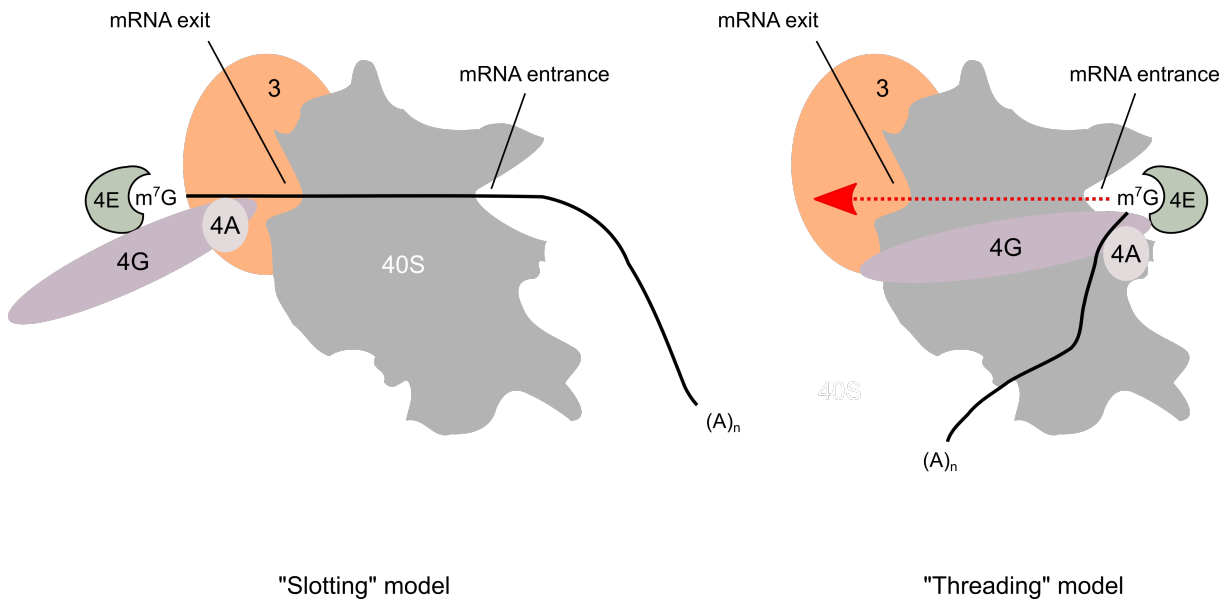 mRNA exit
mRNA entrance
3
4E
m⁷G
4A
4G
40S
(A)ₙ
"Slotting" model
mRNA exit
mRNA entrance
3
m⁷G
4E
4G
4A
40S
(A)ₙ
"Threading" model